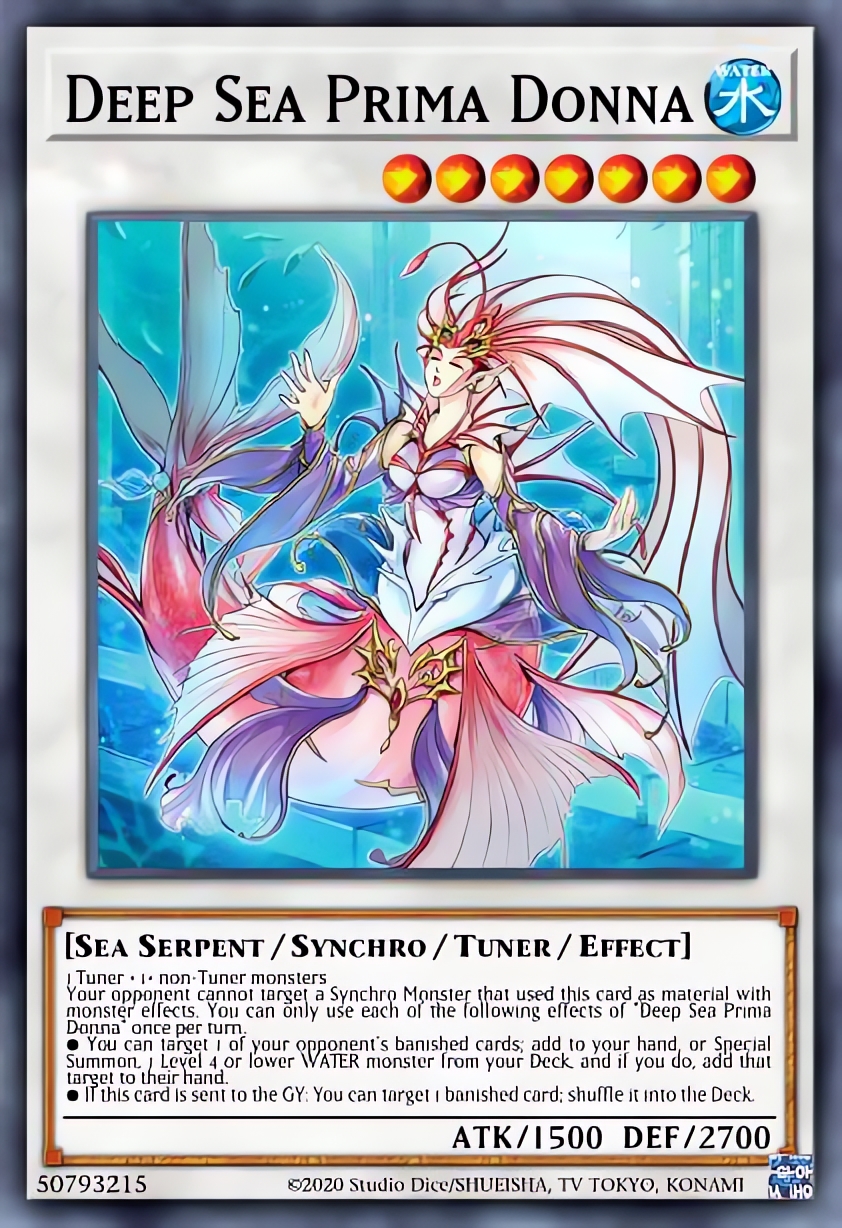 Deep Sea Prima Donna
WATER
水
[Sea Serpent / Synchro / Tuner / Effect]
1 Tuner + 1+ non-Tuner monsters
Your opponent cannot target a Synchro Monster that used this card as material with
monster effects. You can only use each of the following effects of "Deep Sea Prima
Donna" once per turn.
● You can target 1 of your opponent's banished cards; add to your hand, or Special
Summon, 1 Level 4 or lower WATER monster from your Deck, and if you do, add that
target to their hand.
● If this card is sent to the GY: You can target 1 banished card; shuffle it into the Deck.
ATK/1500 DEF/2700
50793215
©2020 Studio Dice/SHUEISHA, TV TOKYO, KONAMI